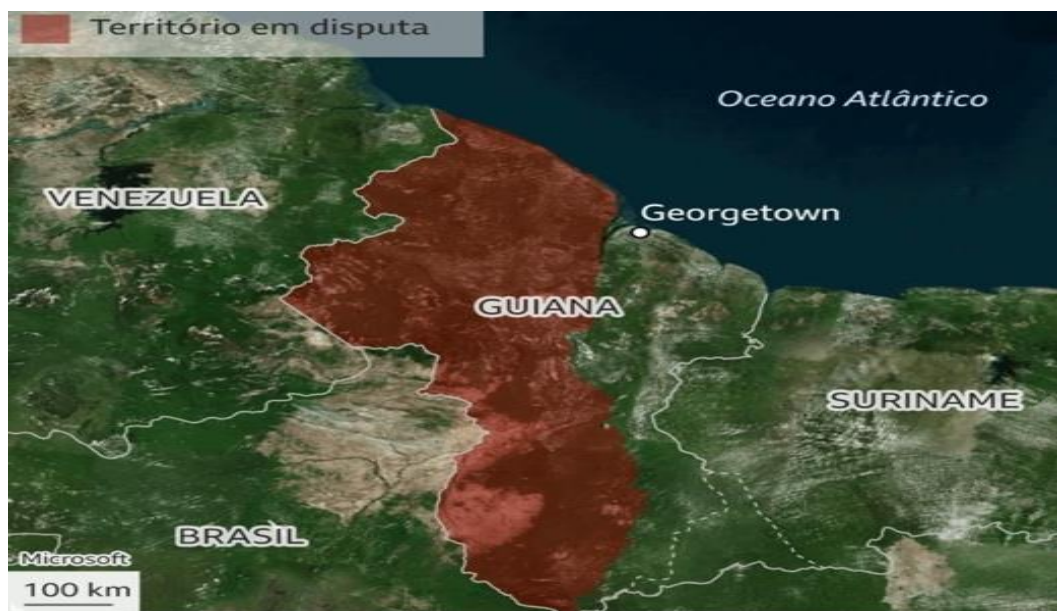 Território em disputa
Oceano Atlântico
VENEZUELA
Georgetown
GUIANA
SURINAME
BRASIL
Microsoft
100 km